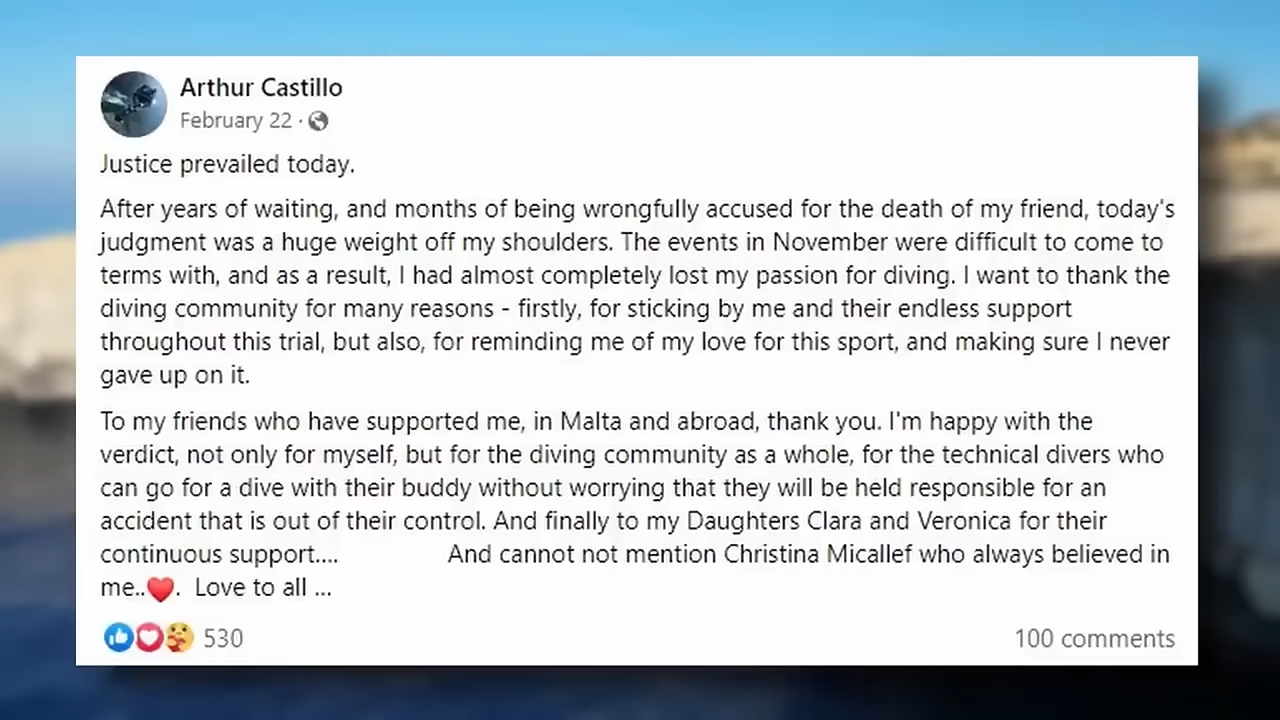 Arthur Castillo
February 22 ·
Justice prevailed today.
After years of waiting, and months of being wrongfully accused for the death of my friend, today's
judgment was a huge weight off my shoulders. The events in November were difficult to come to
terms with, and as a result, I had almost completely lost my passion for diving. I want to thank the
diving community for many reasons - firstly, for sticking by me and their endless support
throughout this trial, but also, for reminding me of my love for this sport, and making sure I never
gave up on it.
To my friends who have supported me, in Malta and abroad, thank you. I'm happy with the
verdict, not only for myself, but for the diving community as a whole, for the technical divers who
can go for a dive with their buddy without worrying that they will be held responsible for an
accident that is out of their control. And finally to my Daughters Clara and Veronica for their
continuous support.... And cannot not mention Christina Micallef who always believed in
me..❤️. Love to all ...
530
100 comments